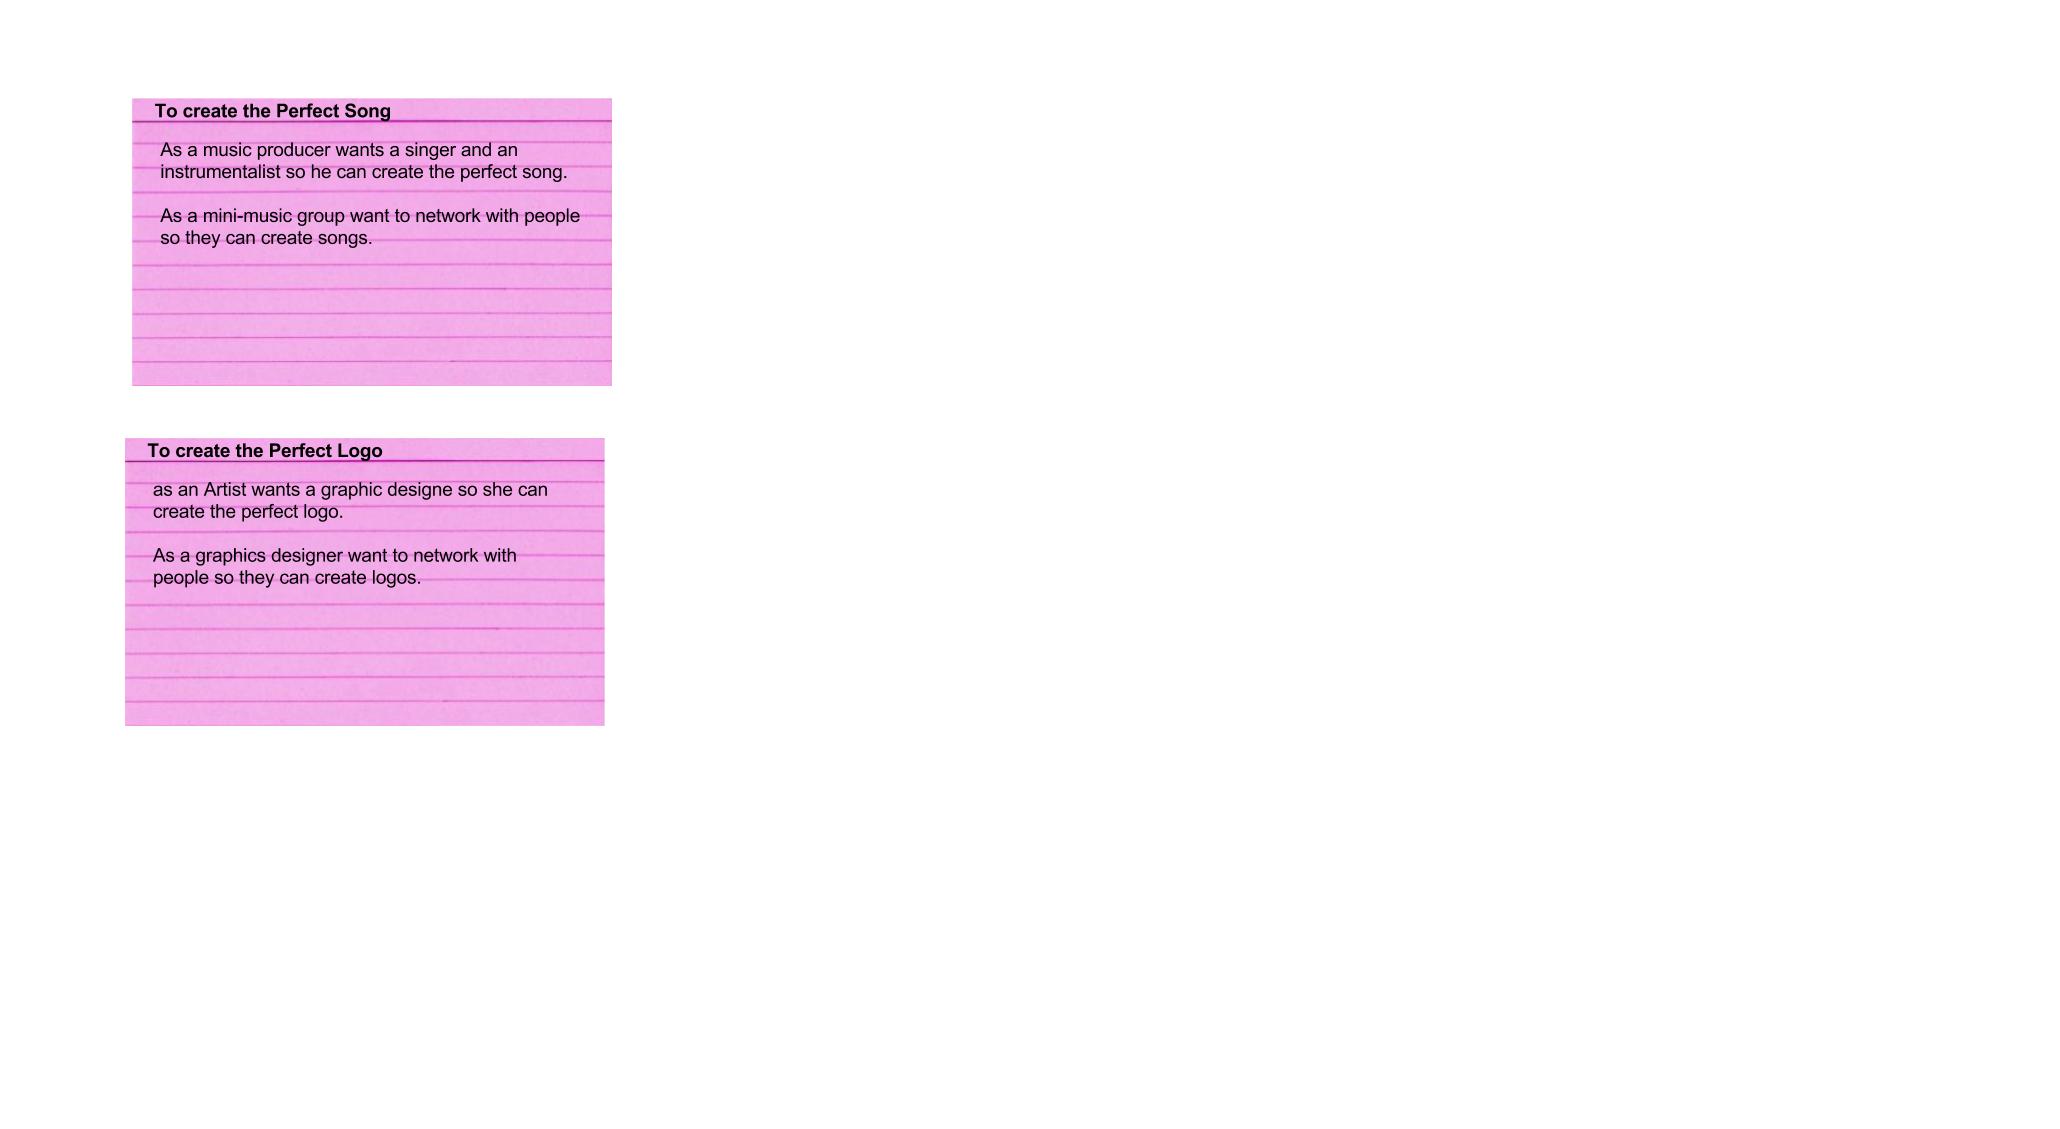 To create the Perfect Song
As a music producer wants a singer and an
instrumentalist so he can create the perfect song.
As a mini-music group want to network with people
so they can create songs.
To create the Perfect Logo
as an Artist wants a graphic designe so she can
create the perfect logo.
As a graphics designer want to network with
people so they can create logos.